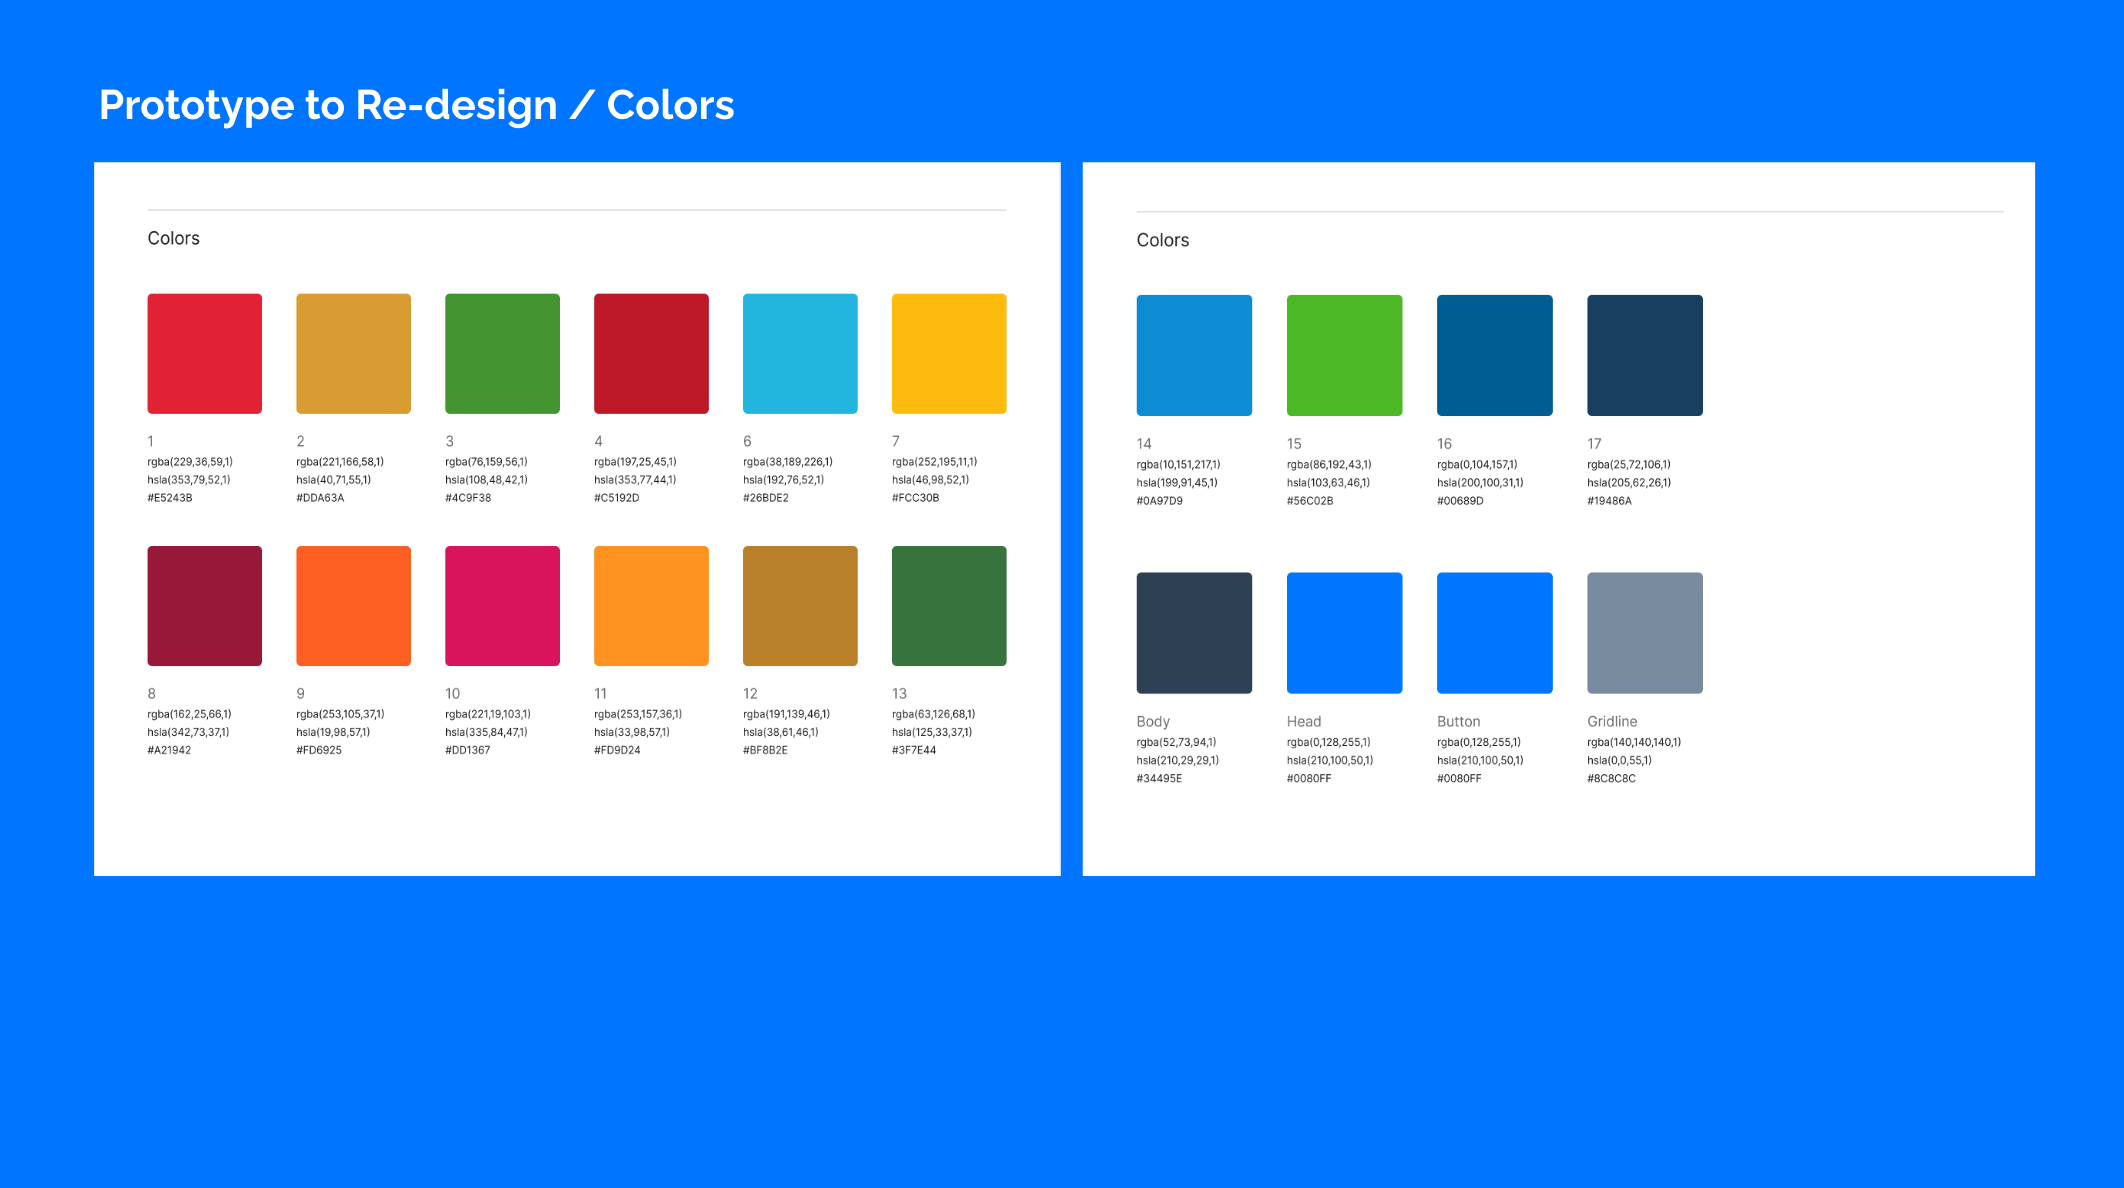 Prototype to Re-design / Colors
Colors
1 2 3 4 6 7
rgba(229,36,59,1) rgba(221,166,58,1) rgba(76,159,56,1) rgba(197,25,45,1) rgba(38,189,226,1) rgba(252,195,11,1)
hsla(353,79,52,1) hsla(40,71,55,1) hsla(108,48,42,1) hsla(353,77,44,1) hsla(192,76,52,1) hsla(46,98,52,1)
#E5243B #DDA63A #4C9F38 #C5192D #26BDE2 #FCC30B
8 9 10 11 12 13
rgba(162,25,66,1) rgba(253,105,37,1) rgba(221,19,103,1) rgba(253,157,36,1) rgba(191,139,46,1) rgba(63,126,68,1)
hsla(342,73,37,1) hsla(19,98,57,1) hsla(335,84,47,1) hsla(33,98,57,1) hsla(38,61,46,1) hsla(125,33,37,1)
#A21942 #FD6925 #DD1367 #FD9D24 #BF8B2E #3F7E44
Colors
14 15 16 17
rgba(10,151,217,1) rgba(86,192,43,1) rgba(0,104,157,1) rgba(25,72,106,1)
hsla(199,91,45,1) hsla(103,63,46,1) hsla(200,100,31,1) hsla(205,62,26,1)
#0A97D9 #56C02B #00689D #19486A
Body Head Button Gridline
rgba(52,73,94,1) rgba(0,128,255,1) rgba(0,128,255,1) rgba(140,140,140,1)
hsla(210,29,29,1) hsla(210,100,50,1) hsla(210,100,50,1) hsla(0,0,55,1)
#34495E #0080FF #0080FF #8C8C8C